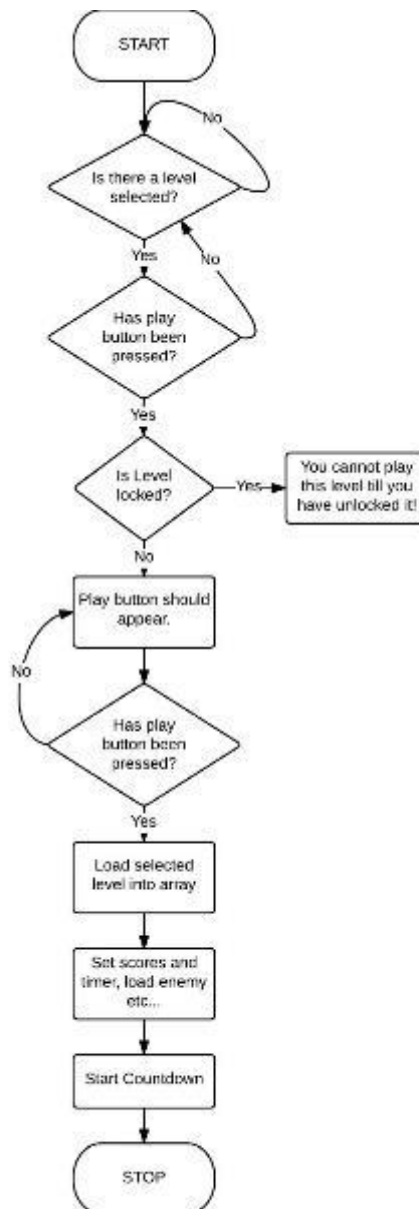 START
No
Is there a level
selected?
Yes
No
Has play
button been
pressed?
Yes
Is Level
locked?
Yes
You cannot play
this level till you
have unlocked it!
No
Play button should
appear.
No
Has play
button been
pressed?
Yes
Load selected
level into array
Set scores and
timer, load enemy
etc...
Start Countdown
STOP